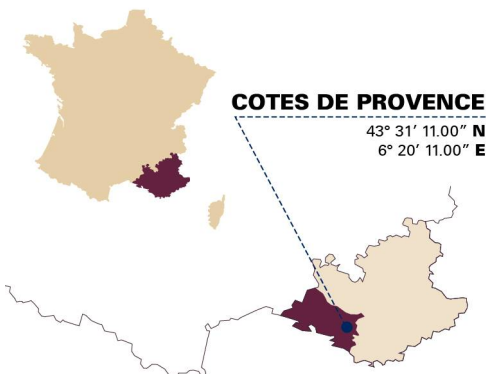 COTES DE PROVENCE
43° 31′ 11.00″ N
6° 20′ 11.00″ E